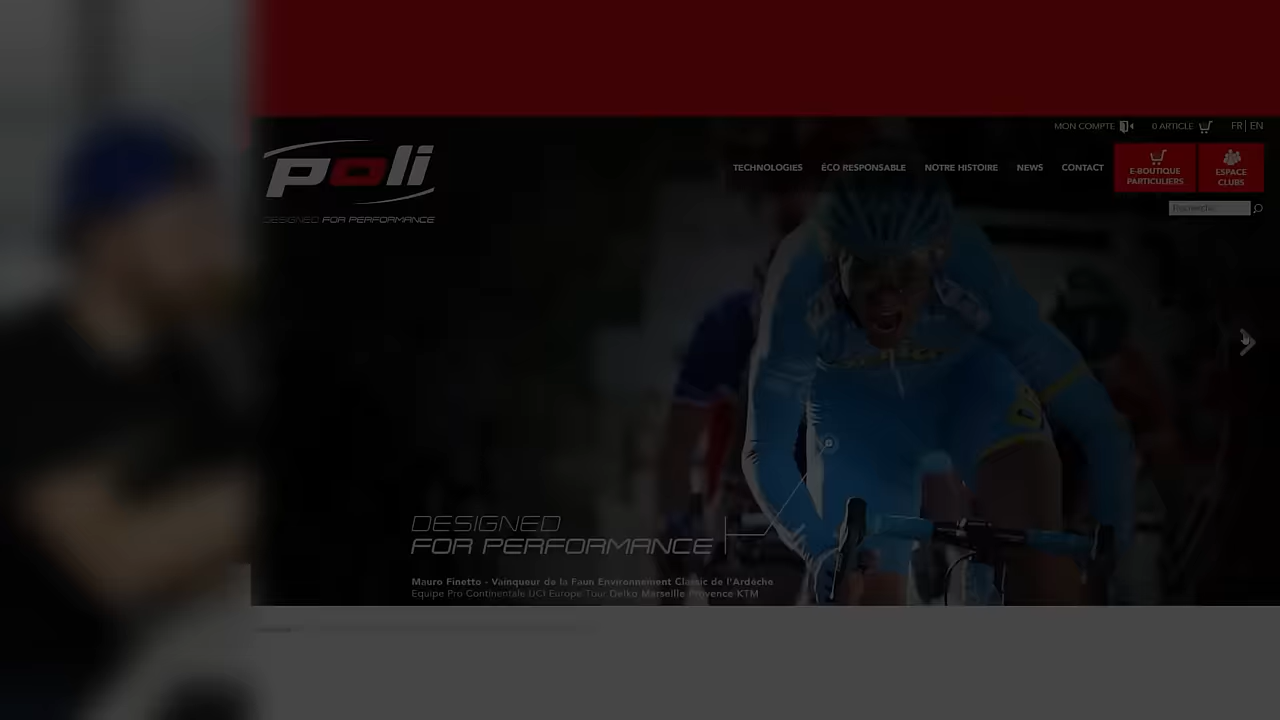 MON COMPTE 0 ARTICLE FR | EN
poli
DESIGNED FOR PERFORMANCE
TECHNOLOGIES ÉCO RESPONSABLE NOTRE HISTOIRE NEWS CONTACT
E-BOUTIQUE
PARTICULIERS
ESPACE
CLUBS
Recherche
DESIGNED
FOR PERFORMANCE
Mauro Finetto - Vainqueur de la Faun Environnement Classic de l'Ardèche
Equipe Pro Continentale UCI Europe Tour Delko Marseille Provence KTM